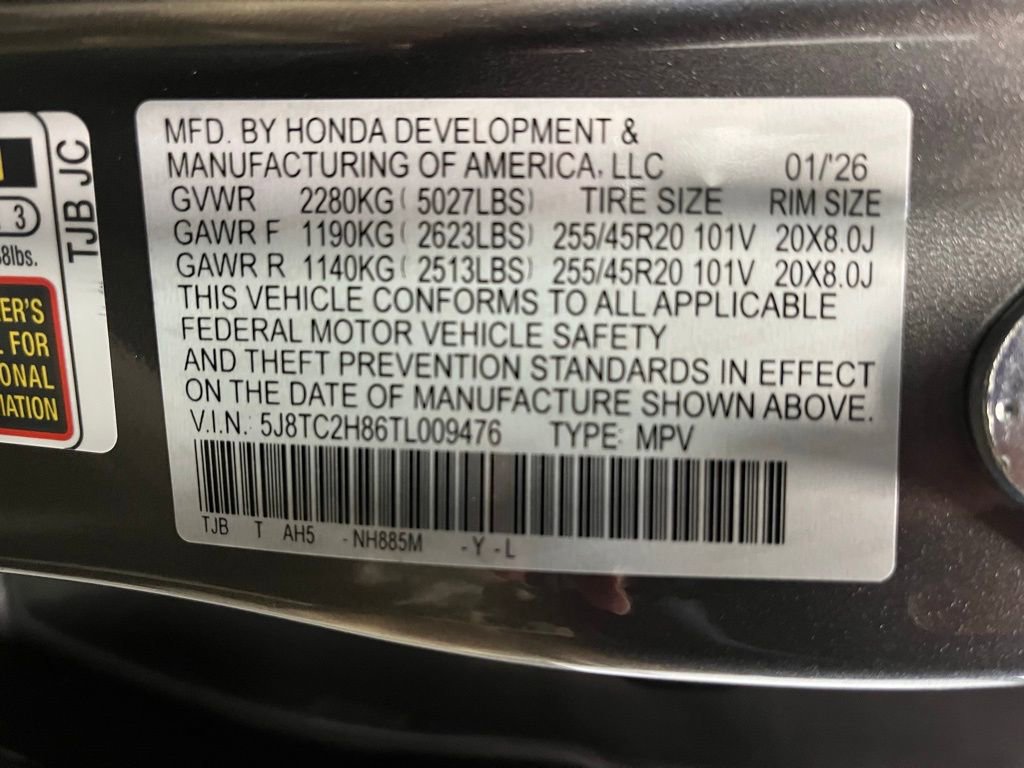 MFD. BY HONDA DEVELOPMENT &
MANUFACTURING OF AMERICA, LLC 01/'26
GVWR 2280KG ( 5027LBS) TIRE SIZE RIM SIZE
GAWR F 1190KG ( 2623LBS) 255/45R20 101V 20X8.0J
GAWR R 1140KG ( 2513LBS) 255/45R20 101V 20X8.0J
THIS VEHICLE CONFORMS TO ALL APPLICABLE
FEDERAL MOTOR VEHICLE SAFETY
AND THEFT PREVENTION STANDARDS IN EFFECT
ON THE DATE OF MANUFACTURE SHOWN ABOVE.
V.I.N.: 5J8TC2H86TL009476 TYPE: MPV
TJB T AH5 - NH885M - Y - L
TJB JC
3
8lbs.
ER'S
FOR
ONAL
MATION